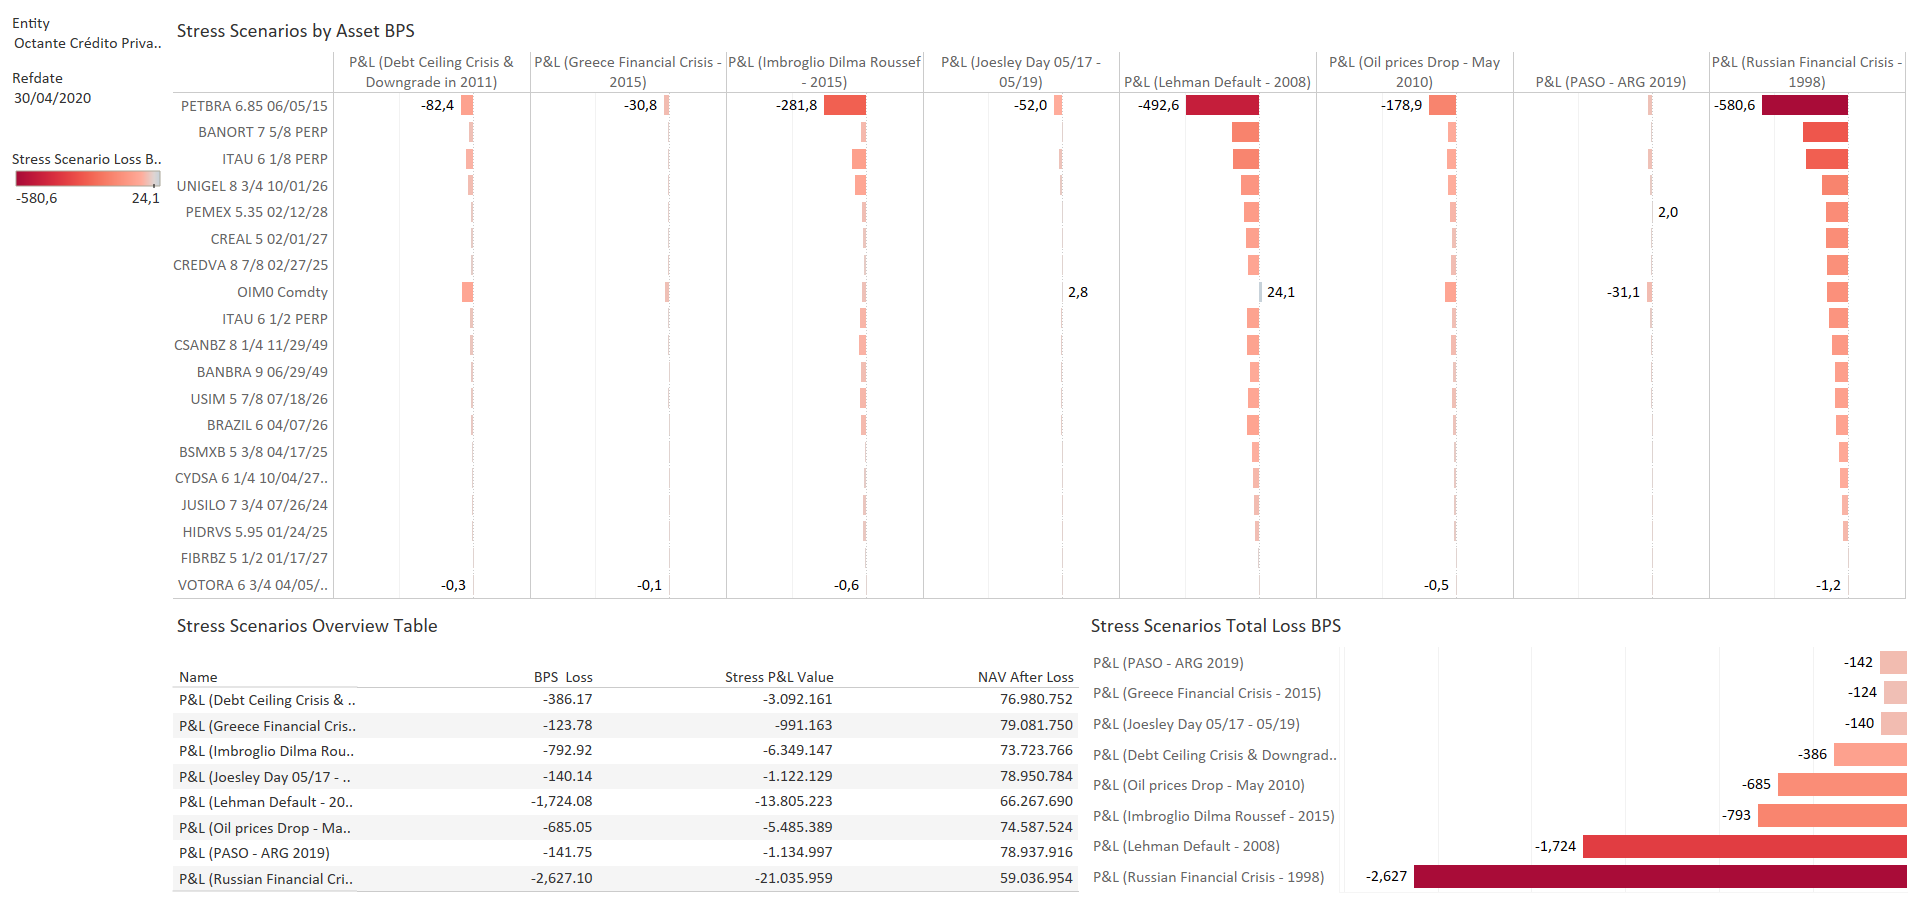 Entity
Octante Crédito Priva..
Refdate
30/04/2020
Stress Scenario Loss B..
-580,6 24,1
Stress Scenarios by Asset BPS
P&L (Debt Ceiling Crisis &
Downgrade in 2011)
P&L (Greece Financial Crisis -
2015)
P&L (Imbroglio Dilma Roussef
- 2015)
P&L (Joesley Day 05/17 -
05/19)
P&L (Lehman Default - 2008)
P&L (Oil prices Drop - May
2010)
P&L (PASO - ARG 2019)
P&L (Russian Financial Crisis -
1998)
PETBRA 6.85 06/05/15 -82,4 -30,8 -281,8 -52,0 -492,6 -178,9 -580,6
BANORT 7 5/8 PERP
ITAU 6 1/8 PERP
UNIGEL 8 3/4 10/01/26
PEMEX 5.35 02/12/28 2,0
CREAL 5 02/01/27
CREDVA 8 7/8 02/27/25
OIM0 Comdty 2,8 24,1 -31,1
ITAU 6 1/2 PERP
CSANBZ 8 1/4 11/29/49
BANBRA 9 06/29/49
USIM 5 7/8 07/18/26
BRAZIL 6 04/07/26
BSMXB 5 3/8 04/17/25
CYDSA 6 1/4 10/04/27..
JUSILO 7 3/4 07/26/24
HIDRVS 5.95 01/24/25
FIBRBZ 5 1/2 01/17/27
VOTORA 6 3/4 04/05/.. -0,3 -0,1 -0,6 -0,5 -1,2
Stress Scenarios Overview Table
Name BPS Loss Stress P&L Value NAV After Loss
P&L (Debt Ceiling Crisis & .. -386.17 -3.092.161 76.980.752
P&L (Greece Financial Cris.. -123.78 -991.163 79.081.750
P&L (Imbroglio Dilma Rou.. -792.92 -6.349.147 73.723.766
P&L (Joesley Day 05/17 - .. -140.14 -1.122.129 78.950.784
P&L (Lehman Default - 20.. -1,724.08 -13.805.223 66.267.690
P&L (Oil prices Drop - Ma.. -685.05 -5.485.389 74.587.524
P&L (PASO - ARG 2019) -141.75 -1.134.997 78.937.916
P&L (Russian Financial Cri.. -2,627.10 -21.035.959 59.036.954
Stress Scenarios Total Loss BPS
P&L (PASO - ARG 2019) -142
P&L (Greece Financial Crisis - 2015) -124
P&L (Joesley Day 05/17 - 05/19) -140
P&L (Debt Ceiling Crisis & Downgrad.. -386
P&L (Oil prices Drop - May 2010) -685
P&L (Imbroglio Dilma Roussef - 2015) -793
P&L (Lehman Default - 2008) -1,724
P&L (Russian Financial Crisis - 1998) -2,627